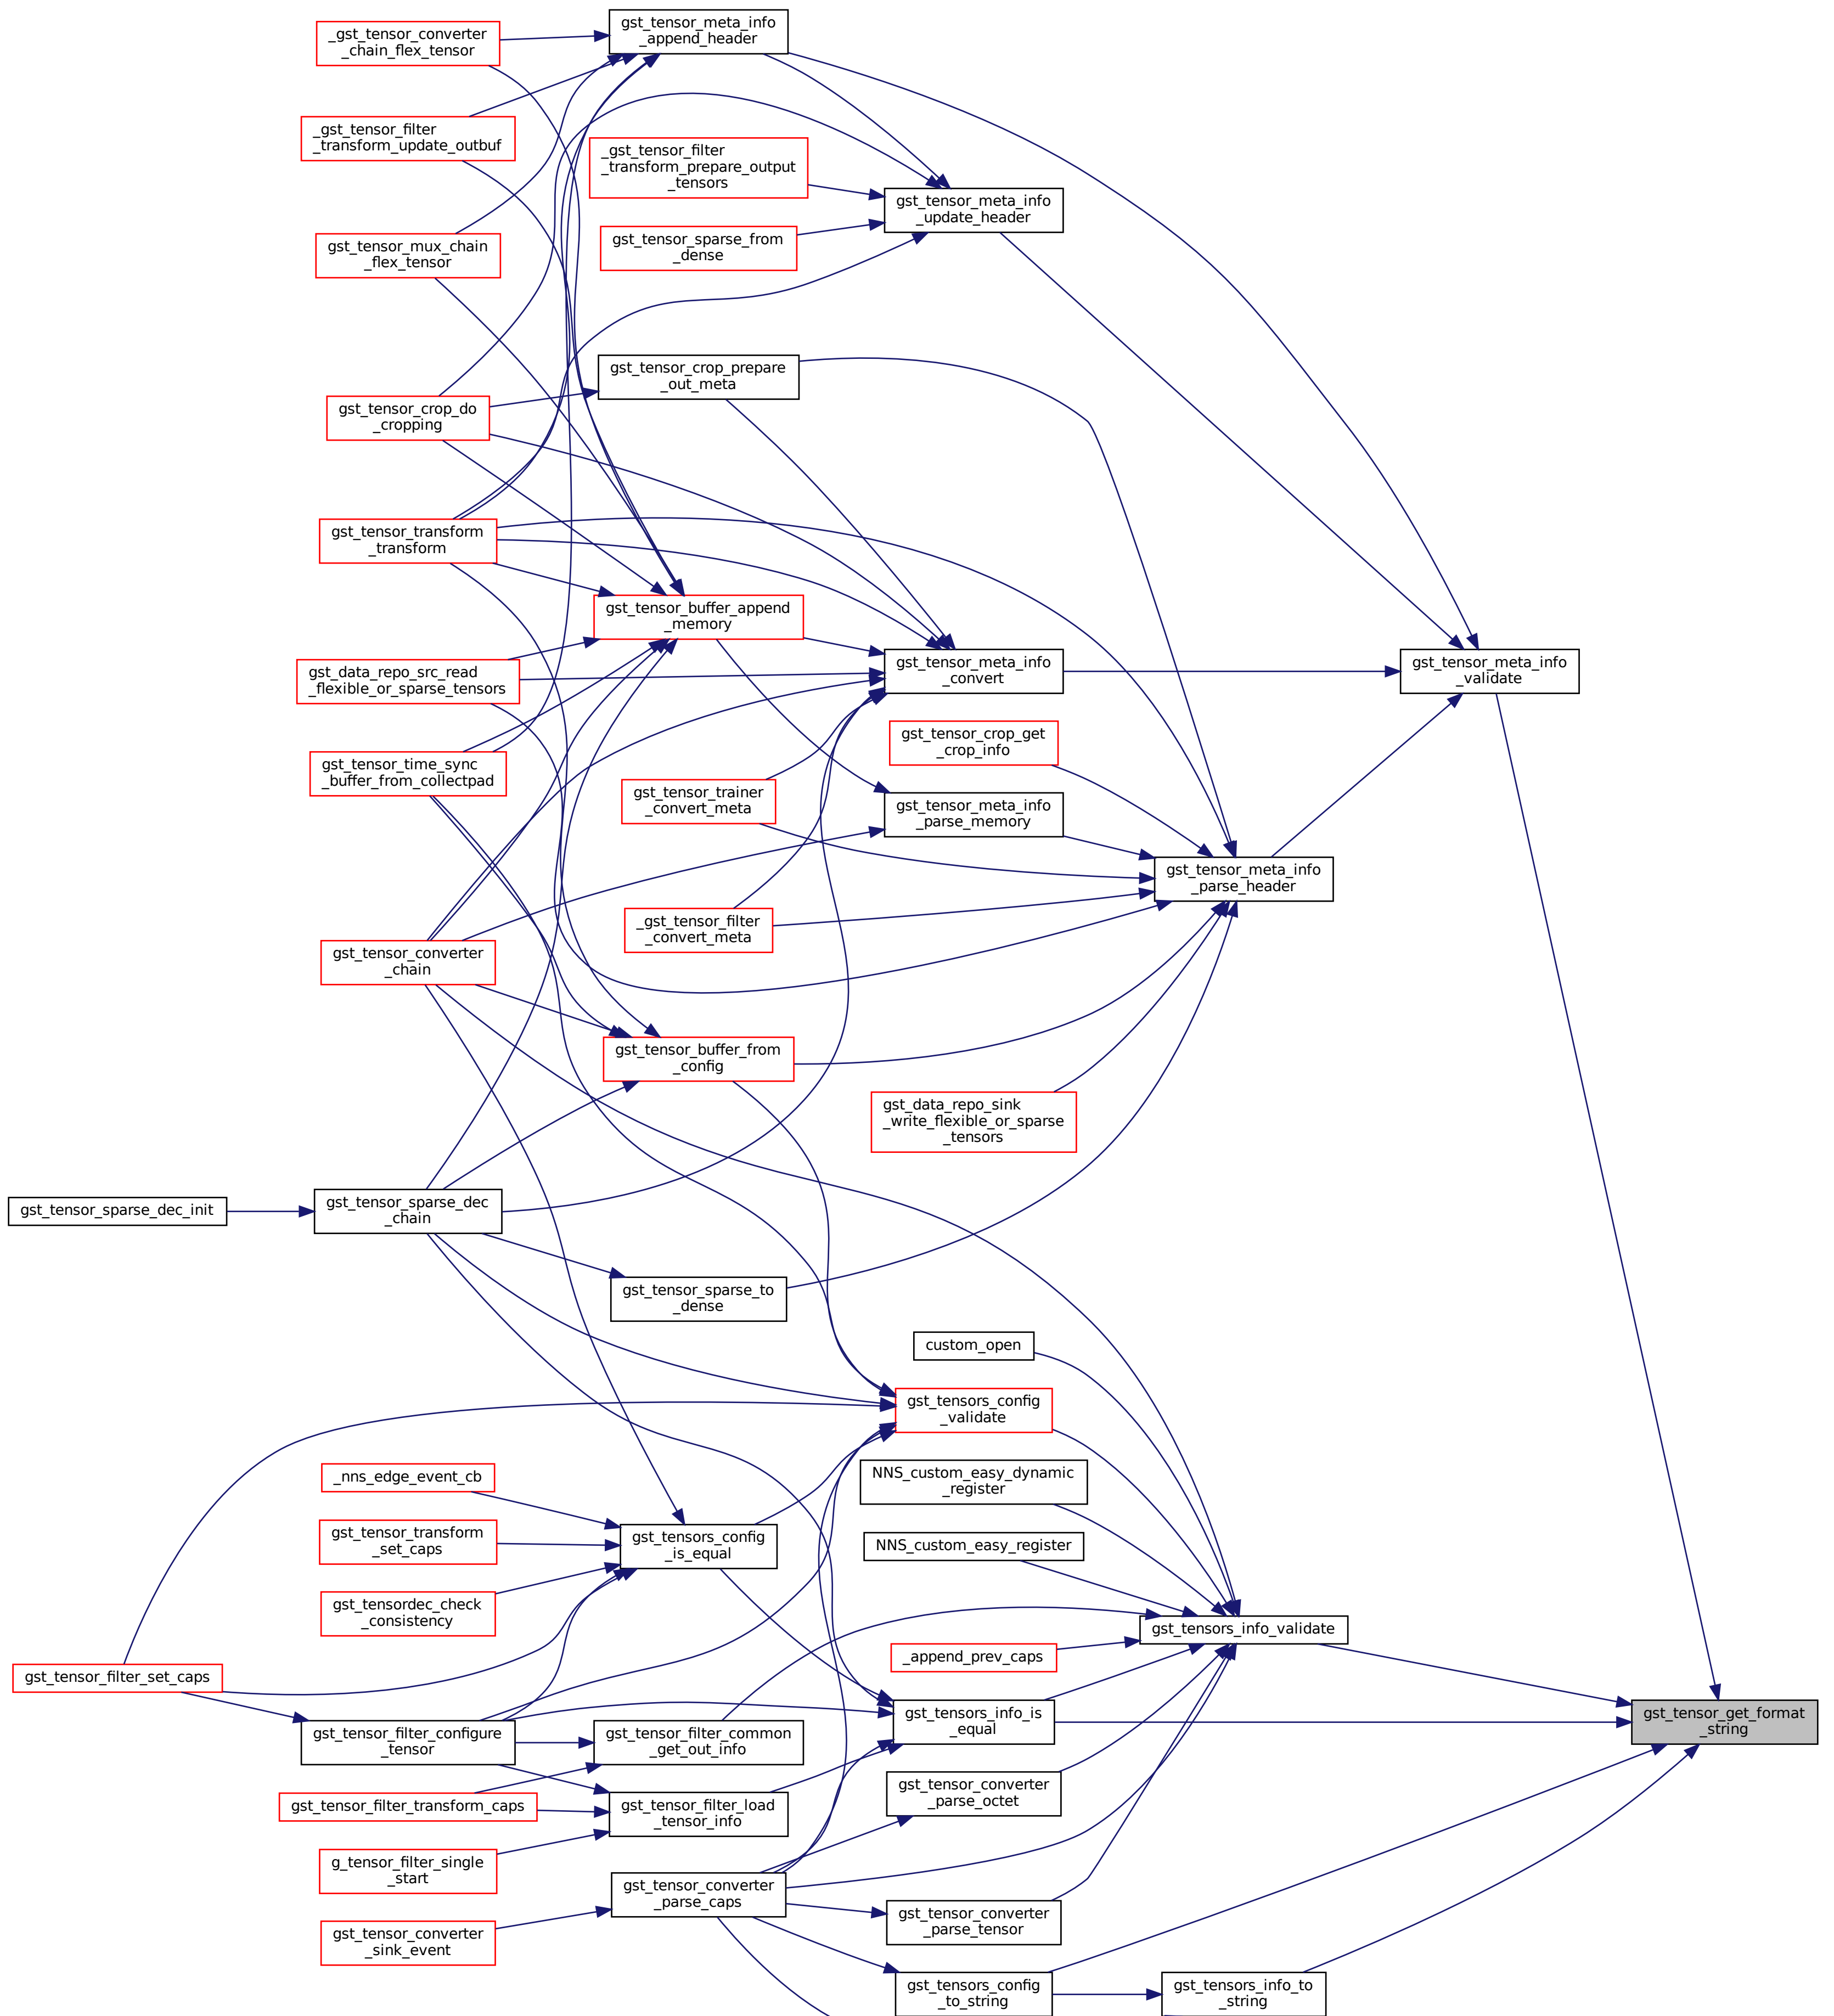 gst_tensor_meta_info
_append_header
_gst_tensor_converter
_chain_flex_tensor
_gst_tensor_filter
_transform_update_outbuf
_gst_tensor_filter
_transform_prepare_output
_tensors
gst_tensor_meta_info
_update_header
gst_tensor_mux_chain
_flex_tensor
gst_tensor_sparse_from
_dense
gst_tensor_crop_prepare
_out_meta
gst_tensor_crop_do
_cropping
gst_tensor_transform
_transform
gst_tensor_buffer_append
_memory
gst_tensor_meta_info
_convert
gst_tensor_meta_info
_validate
gst_data_repo_src_read
_flexible_or_sparse_tensors
gst_tensor_crop_get
_crop_info
gst_tensor_time_sync
_buffer_from_collectpad
gst_tensor_trainer
_convert_meta
gst_tensor_meta_info
_parse_memory
gst_tensor_meta_info
_parse_header
_gst_tensor_filter
_convert_meta
gst_tensor_converter
_chain
gst_tensor_buffer_from
_config
gst_data_repo_sink
_write_flexible_or_sparse
_tensors
gst_tensor_sparse_dec_init
gst_tensor_sparse_dec
_chain
gst_tensor_sparse_to
_dense
custom_open
gst_tensors_config
_validate
_nns_edge_event_cb
NNS_custom_easy_dynamic
_register
gst_tensor_transform
_set_caps
gst_tensors_config
_is_equal
NNS_custom_easy_register
gst_tensordec_check
_consistency
gst_tensors_info_validate
_append_prev_caps
gst_tensor_filter_set_caps
gst_tensor_filter_configure
_tensor
gst_tensor_filter_common
_get_out_info
gst_tensors_info_is
_equal
gst_tensor_get_format
_string
gst_tensor_filter_transform_caps
gst_tensor_filter_load
_tensor_info
gst_tensor_converter
_parse_octet
g_tensor_filter_single
_start
gst_tensor_converter
_parse_caps
gst_tensor_converter
_parse_tensor
gst_tensor_converter
_sink_event
gst_tensors_config
_to_string
gst_tensors_info_to
_string